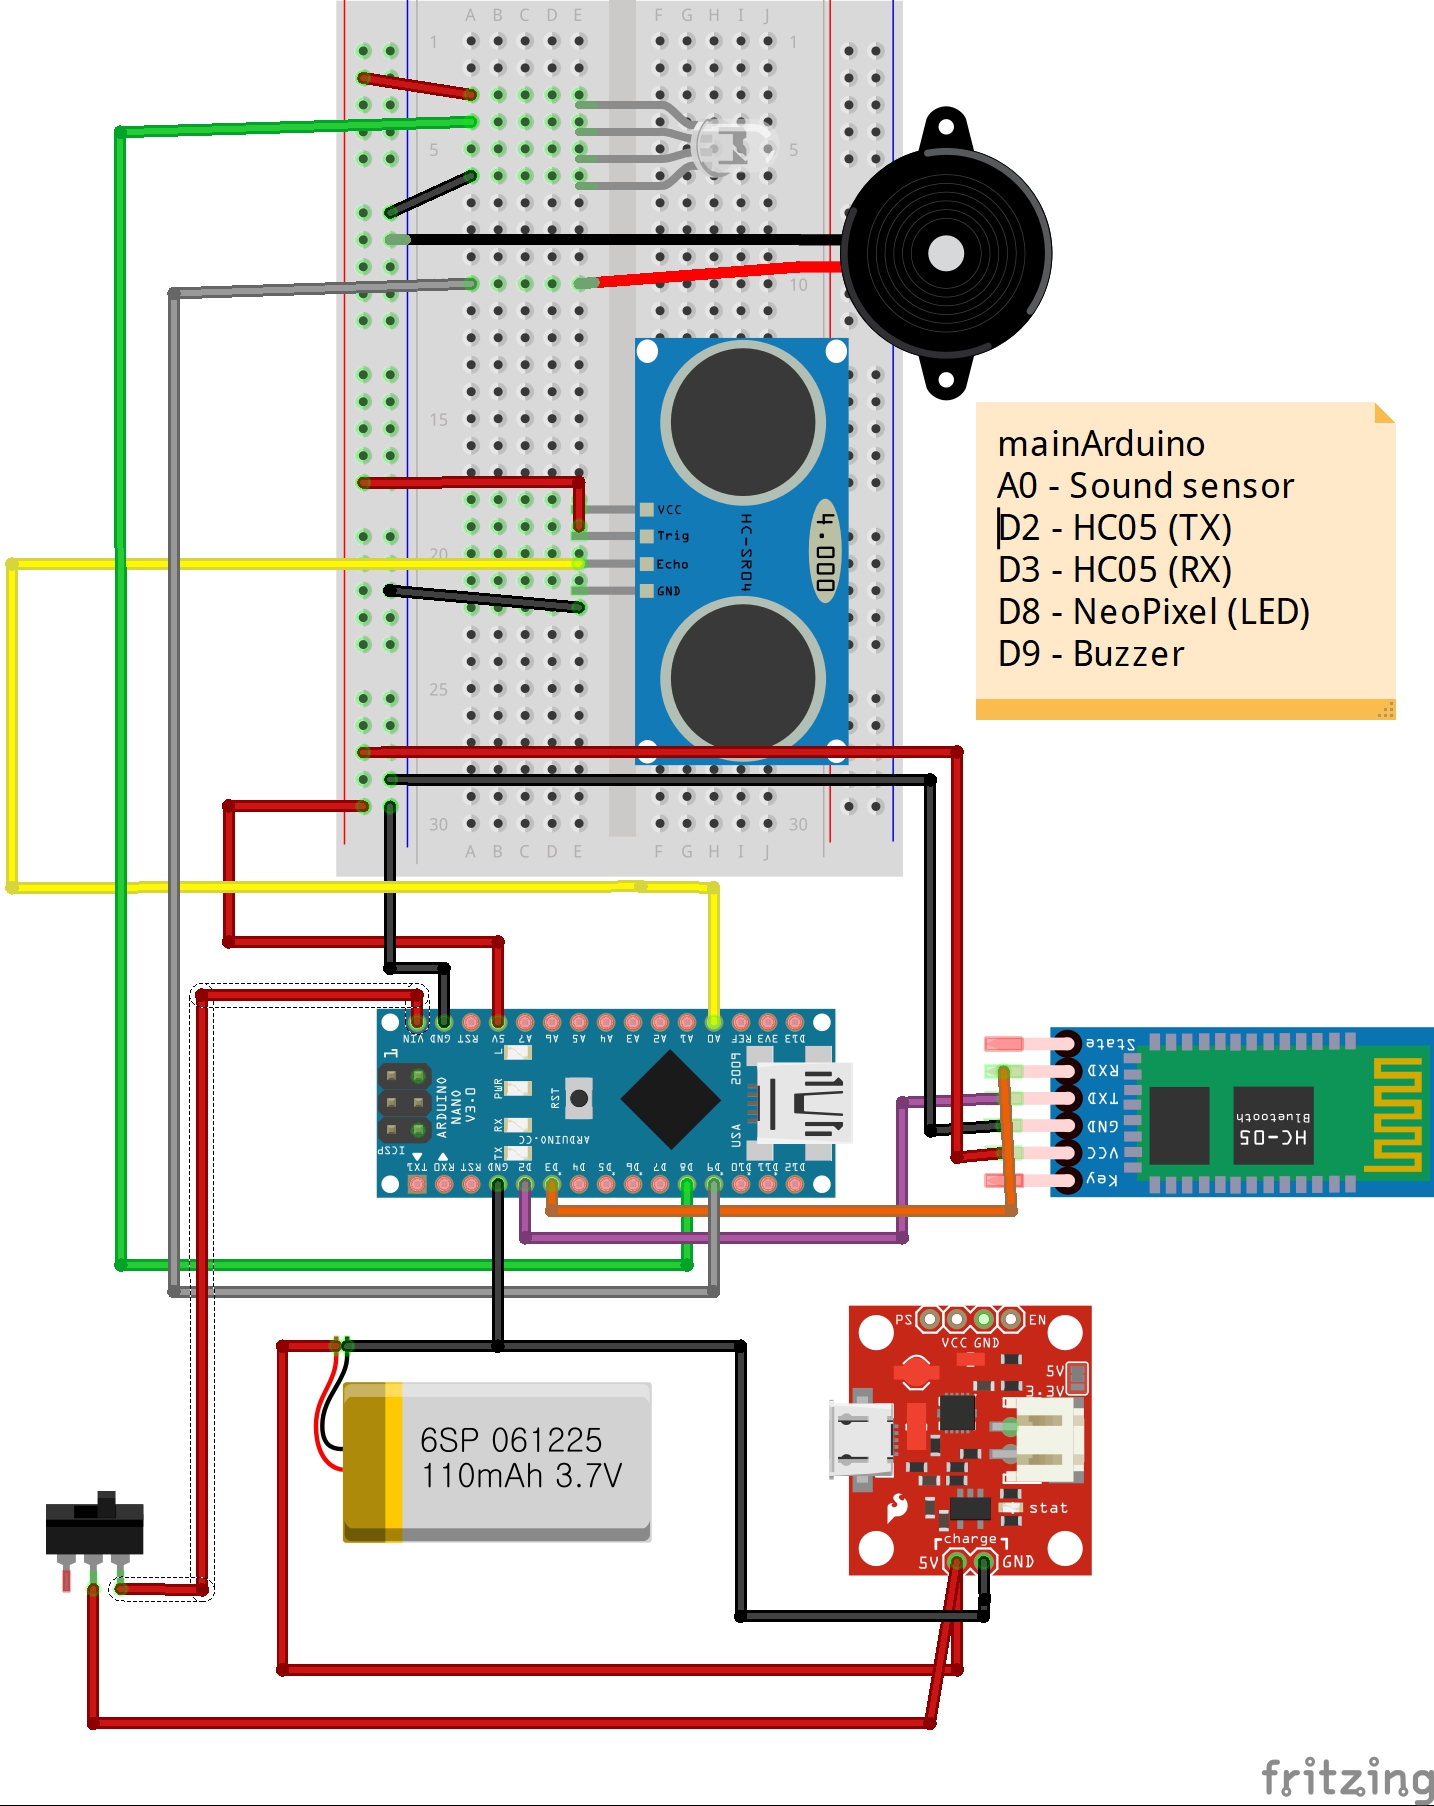 A B C D E F G H I J
1 1
5 5
10
15
20
25
30 30
A B C D E F G H I J
VCC
Trig
Echo
GND
HC-SR04
4.000
mainArduino
A0 - Sound sensor
D2 - HC05 (TX)
D3 - HC05 (RX)
D8 - NeoPixel (LED)
D9 - Buzzer
VIN GND RST 5V A7 A6 A5 A4 A3 A2 A1 A0 REF 3V3 D13
1
L
PWR
RX
TX
RST
ARDUINO
NANO
V3.0
ARDUINO.CC
USA
ICSP
TX1 RX0 RST GND D2 D3 D4 D5 D6 D7 D8 D9 D10 D11 D12
State
RXD
TXD
GND
VCC
Key
HC-05
Bluetooth
6SP 061225
110mAh 3.7V
PS EN
VCC GND
5V
3.3V
stat
charge
5V GND
fritzing